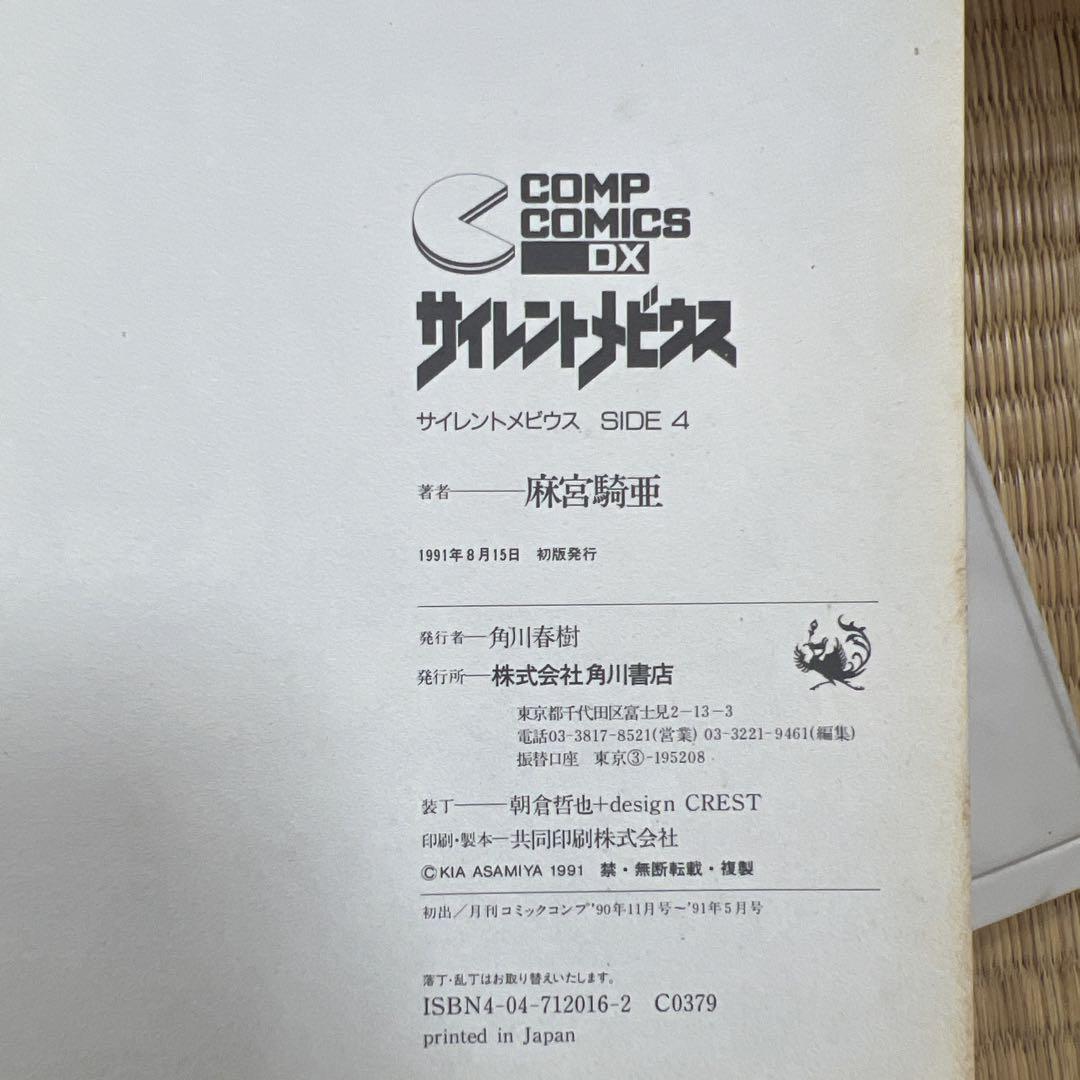 COMP
COMICS
DX
サイレントメビウス
サイレントメビウス SIDE 4
著者――麻宮騎亜
1991年8月15日 初版発行
発行者―角川春樹
発行所―株式会社角川書店
東京都千代田区富士見2-13-3
電話03-3817-8521(営業) 03-3221-9461(編集)
振替口座 東京③-195208
装丁――朝倉哲也+design CREST
印刷・製本―共同印刷株式会社
©KIA ASAMIYA 1991 禁・無断転載・複製
初出/月刊コミックコンプ'90年11月号~'91年5月号
落丁・乱丁はお取り替えいたします。
ISBN4-04-712016-2 C0379
printed in Japan